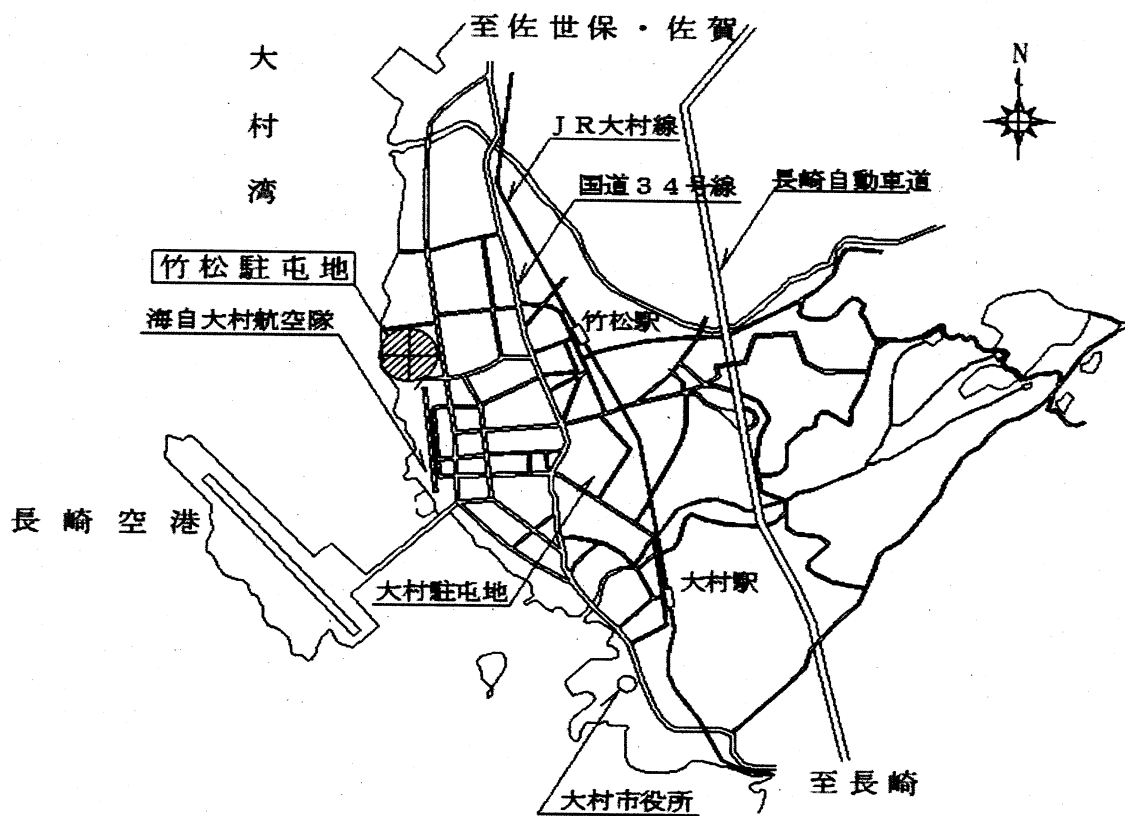 至佐世保・佐賀
大村湾
N
JR大村線
国道34号線
長崎自動車道
竹松駐屯地
海自大村航空隊
竹松駅
長崎空港
大村駐屯地
大村駅
至長崎
大村市役所